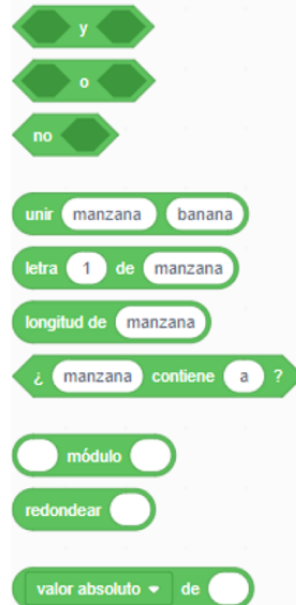 y
o
no
unir manzana banana
letra 1 de manzana
longitud de manzana
¿ manzana contiene a ?
módulo
redondear
valor absoluto de